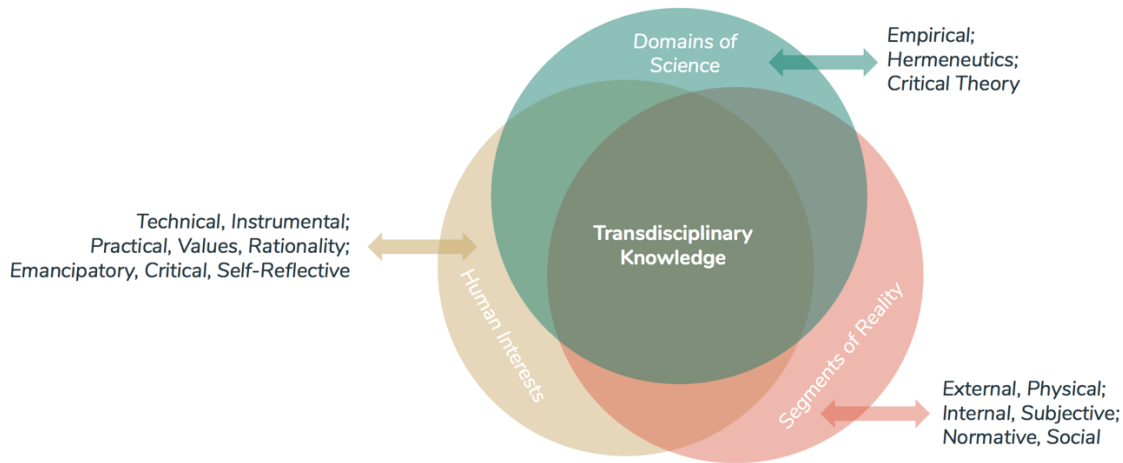 Domains of
Science
Empirical;
Hermeneutics;
Critical Theory
Technical, Instrumental;
Practical, Values, Rationality;
Emancipatory, Critical, Self-Reflective
Transdisciplinary
Knowledge
Human Interests
Segments of Reality
External, Physical;
Internal, Subjective;
Normative, Social